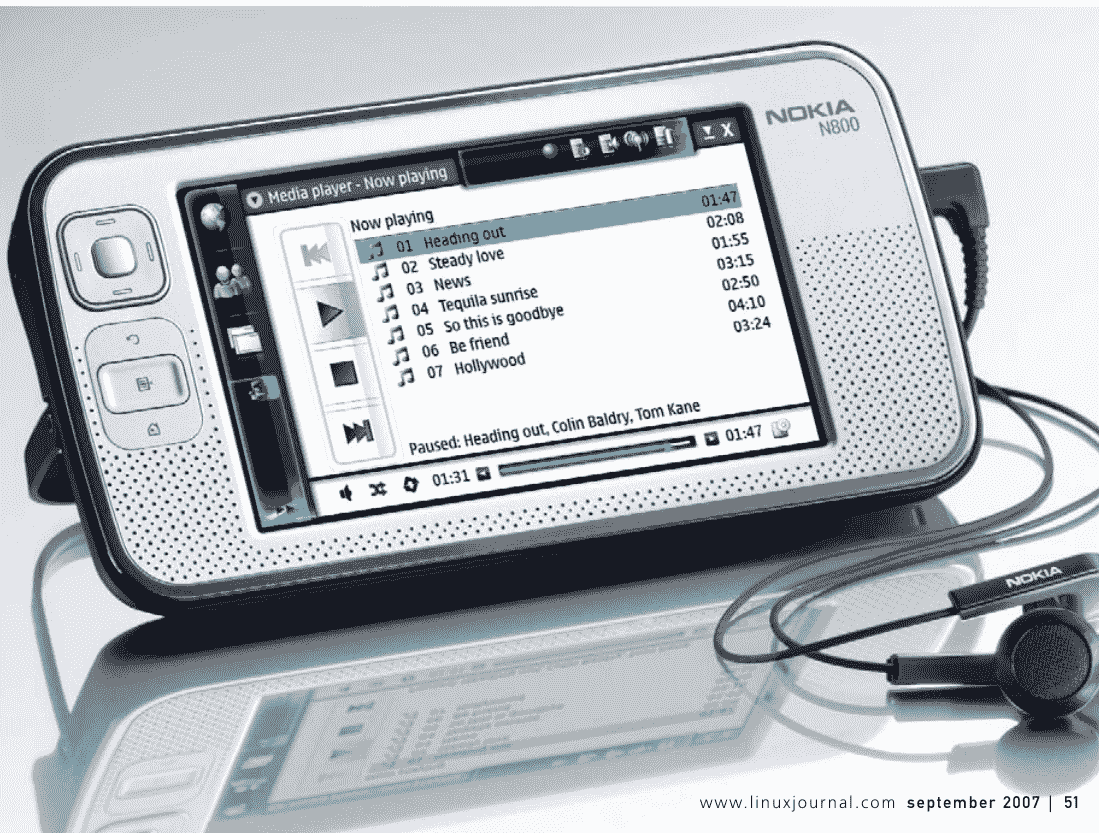 NOKIA
N800
Media player - Now playing
X
Now playing
01 Heading out 01:47
02 Steady love 02:08
03 News 01:55
04 Tequila sunrise 03:15
05 So this is goodbye 02:50
06 Be friend 04:10
07 Hollywood 03:24
Paused: Heading out, Colin Baldry, Tom Kane
01:31 01:47
NOKIA
www.linuxjournal.com september 2007 | 51